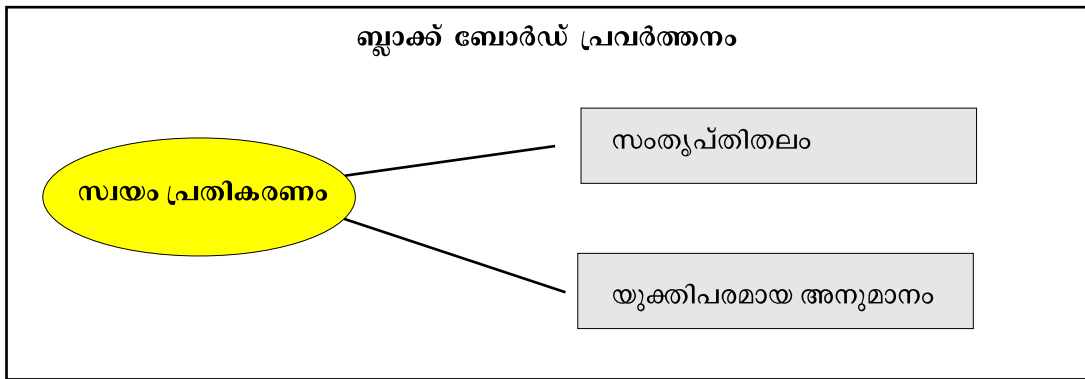 ബ്ലാക്ക് ബോർഡ് പ്രവർത്തനം
സംതൃപ്തിതലം
സ്വയം പ്രതികരണം
യുക്തിപരമായ അനുമാനം